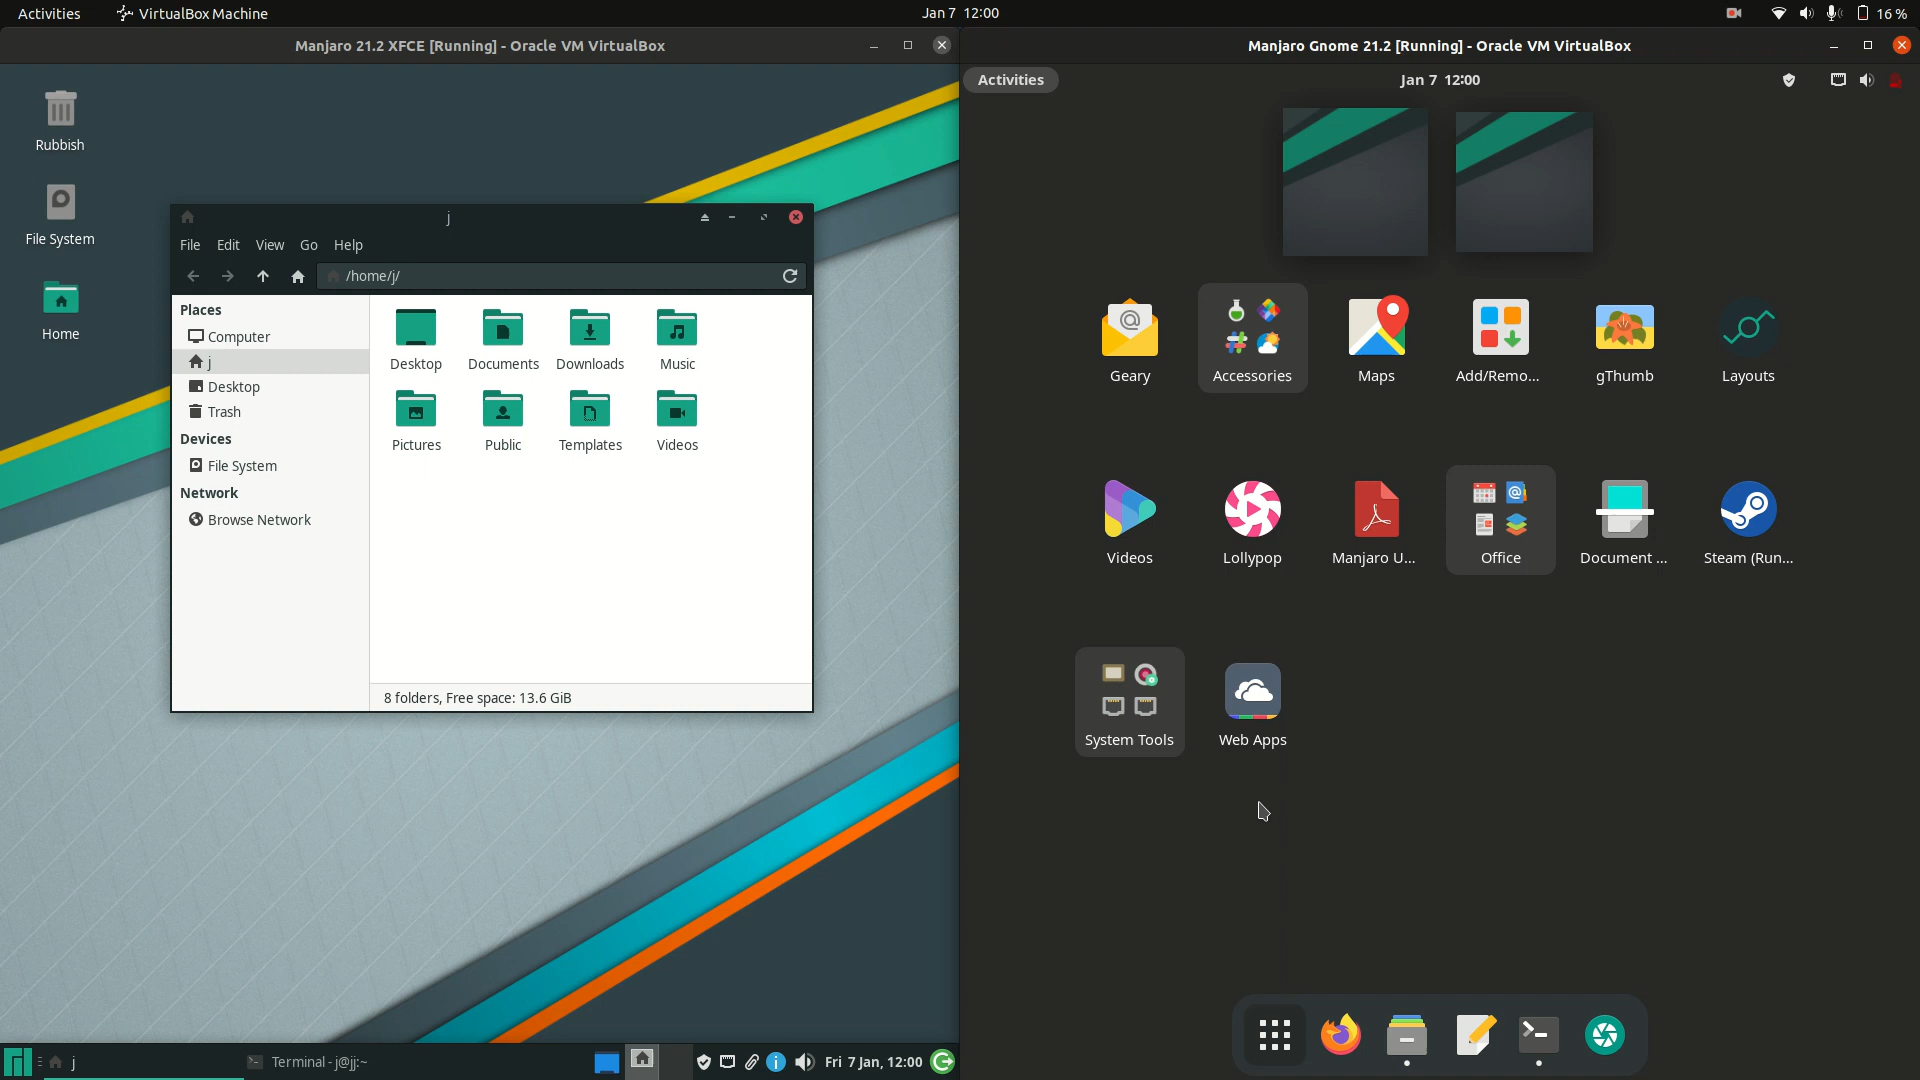 Activities
VirtualBox Machine
Jan 7 12:00
16 %
Manjaro 21.2 XFCE [Running] - Oracle VM VirtualBox
Rubbish
File System
Home
j
File Edit View Go Help
/home/j/
Places
Computer
j
Desktop
Trash
Devices
File System
Network
Browse Network
Desktop Documents Downloads Music
Pictures Public Templates Videos
8 folders, Free space: 13.6 GiB
j
Terminal - j@jj:~
Fri 7 Jan, 12:00
Manjaro Gnome 21.2 [Running] - Oracle VM VirtualBox
Activities
Jan 7 12:00
Geary Accessories Maps Add/Remo... gThumb Layouts
Videos Lollypop Manjaro U... Office Document ... Steam (Run...
System Tools Web Apps